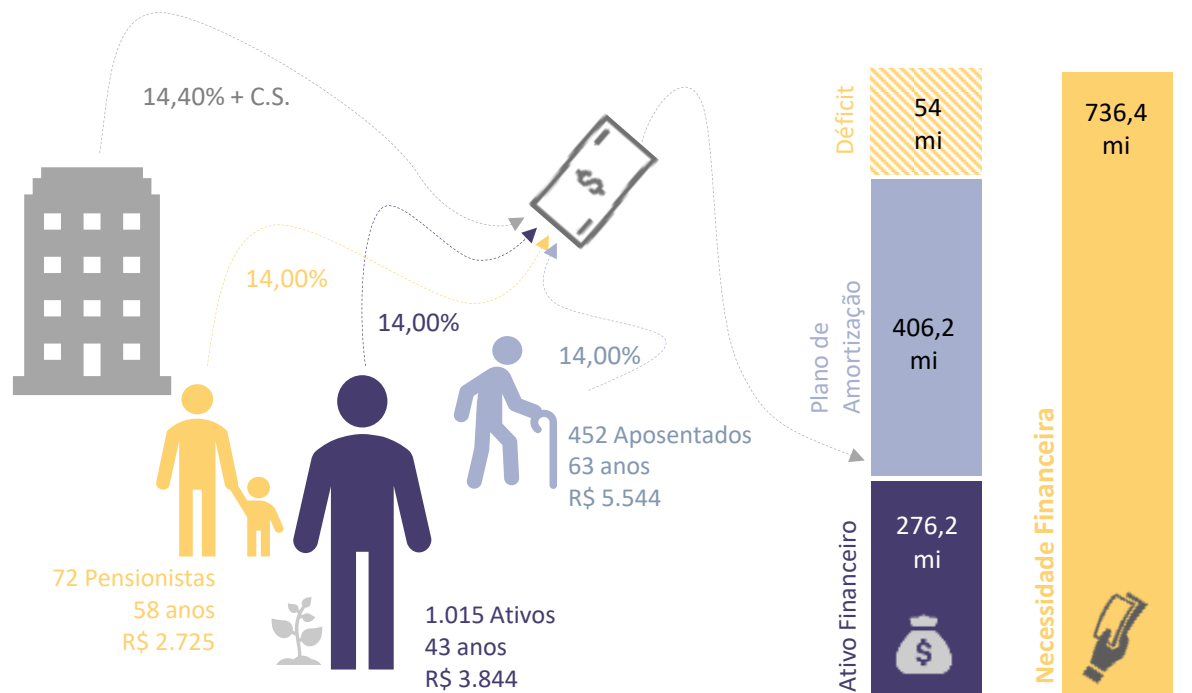 14,40% + C.S.
14,00%
14,00%
14,00%
72 Pensionistas
58 anos
R$ 2.725
1.015 Ativos
43 anos
R$ 3.844
452 Aposentados
63 anos
R$ 5.544
$
Déficit
54
mi
Plano de
Amortização
406,2
mi
Ativo Financeiro
276,2
mi
$
Necessidade Financeira
736,4
mi